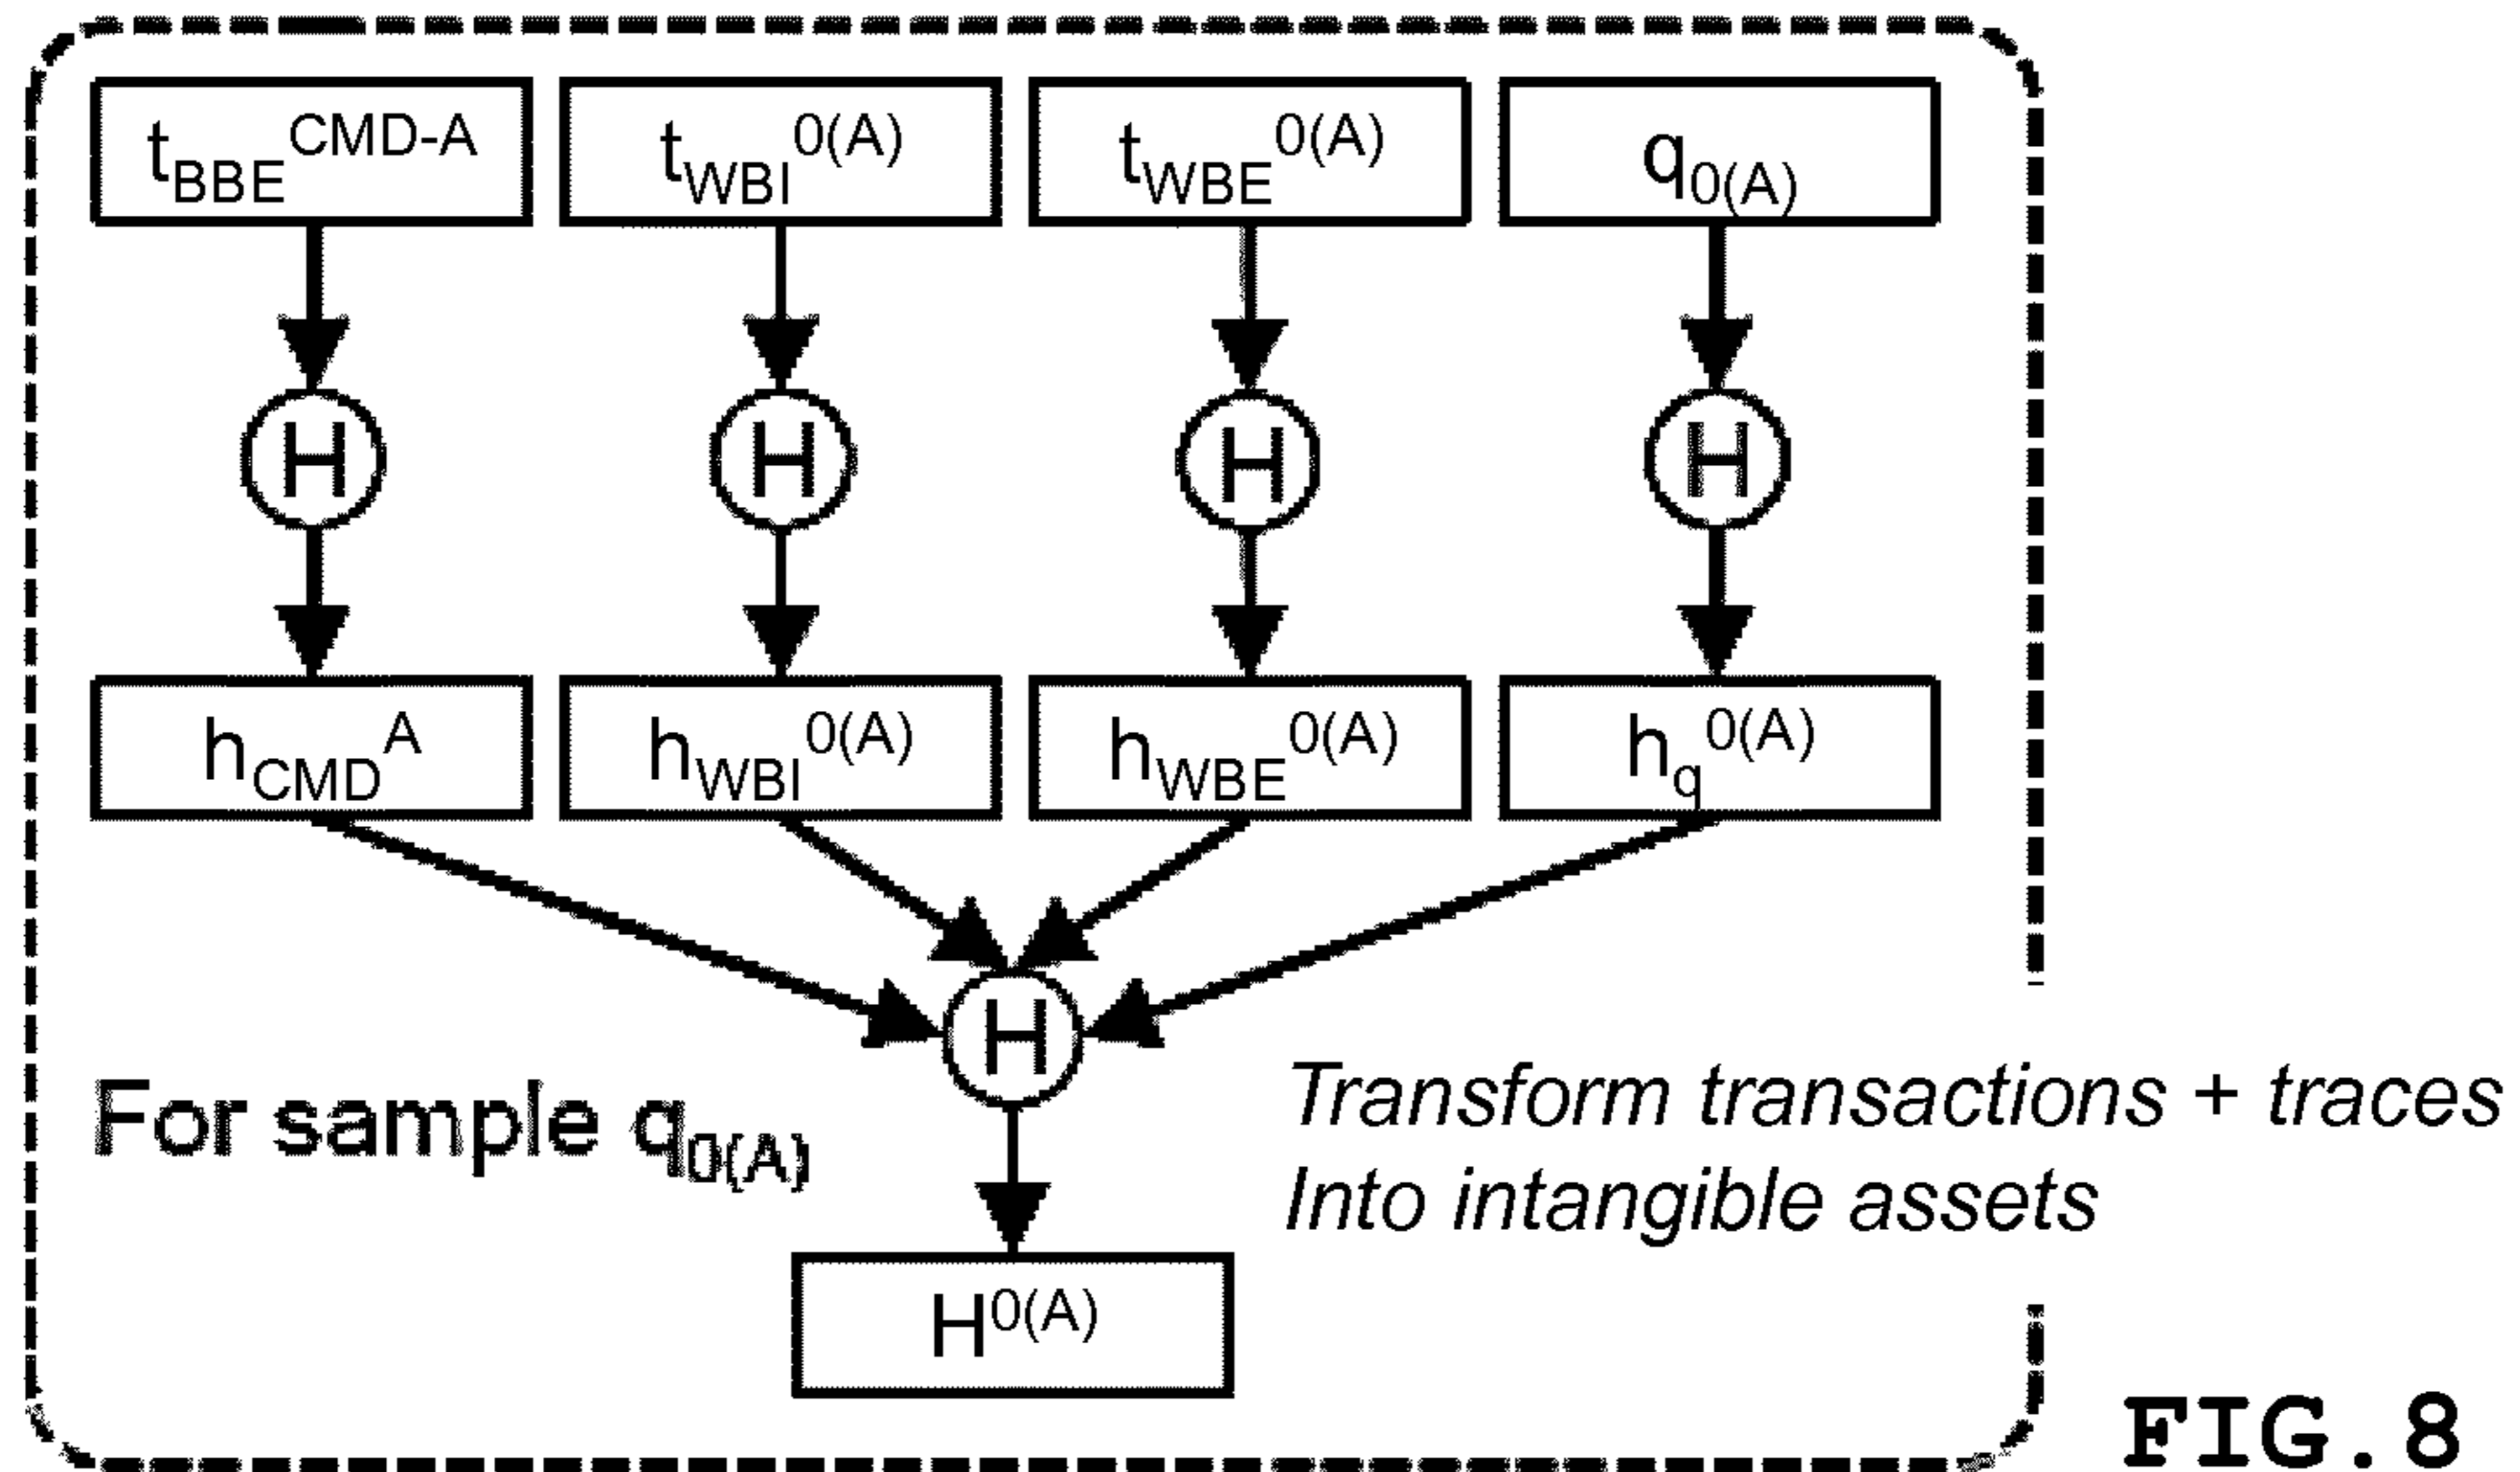 t_BBE^CMD-A t_WBI^0(A) t_WBE^0(A) q_0(A)
H H H H
h_CMD^A h_WBI^0(A) h_WBE^0(A) h_q^0(A)
H
For sample q_0(A)
Transform transactions + traces
Into intangible assets
H^0(A)
FIG.8